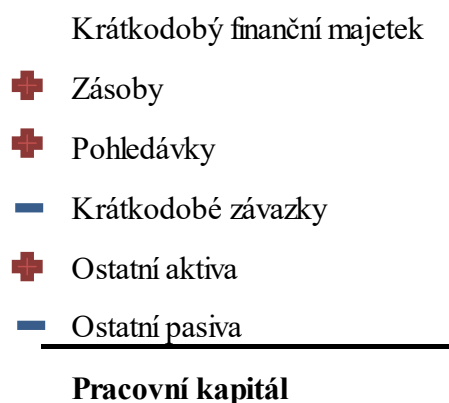 Krátkodobý finanční majetek
Zásoby
Pohledávky
Krátkodobé závazky
Ostatní aktiva
Ostatní pasiva
Pracovní kapitál